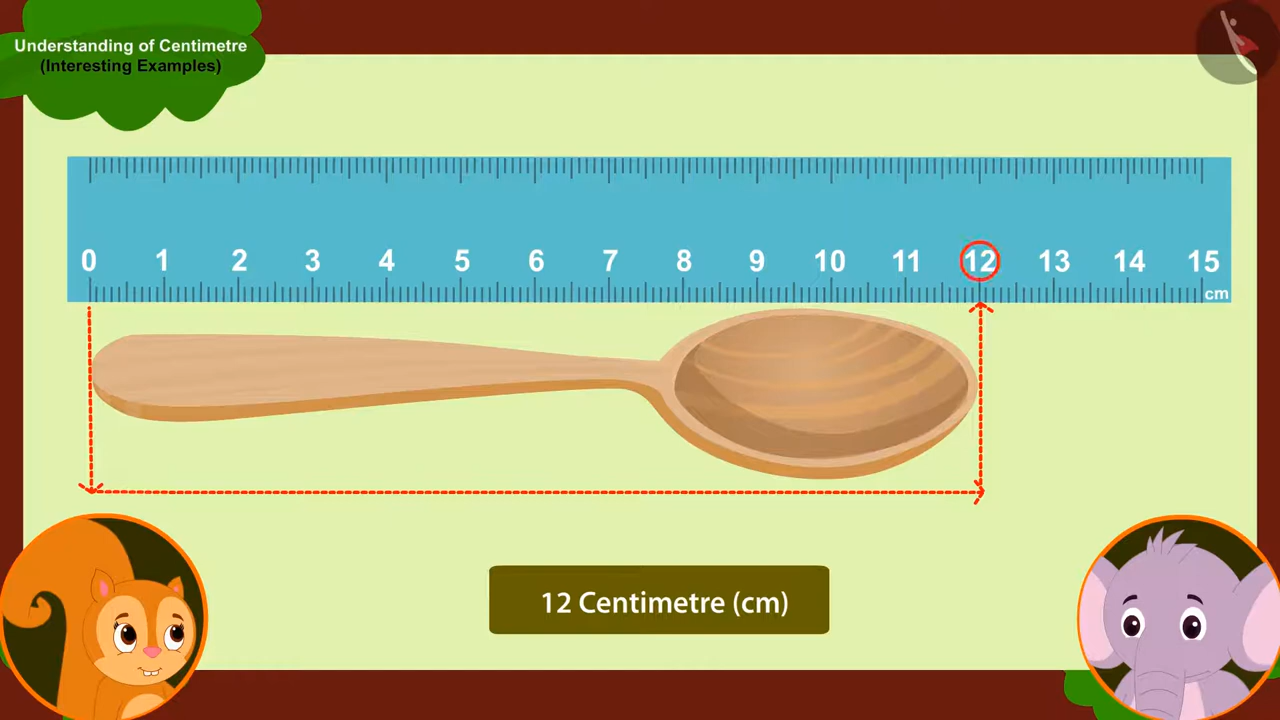 Understanding of Centimetre
(Interesting Examples)
0 1 2 3 4 5 6 7 8 9 10 11 12 13 14 15
cm
12 Centimetre (cm)